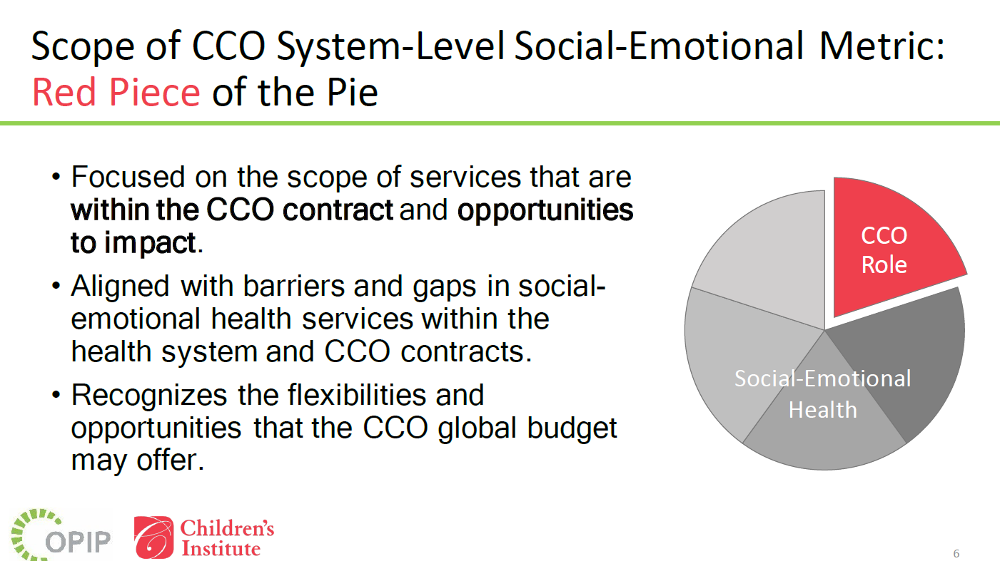 Scope of CCO System-Level Social-Emotional Metric:
Red Piece of the Pie
• Focused on the scope of services that are
within the CCO contract and opportunities
to impact.
• Aligned with barriers and gaps in social-
emotional health services within the
health system and CCO contracts.
• Recognizes the flexibilities and
opportunities that the CCO global budget
may offer.
CCO
Role
Social-Emotional
Health
OPIP
Children's
Institute
6